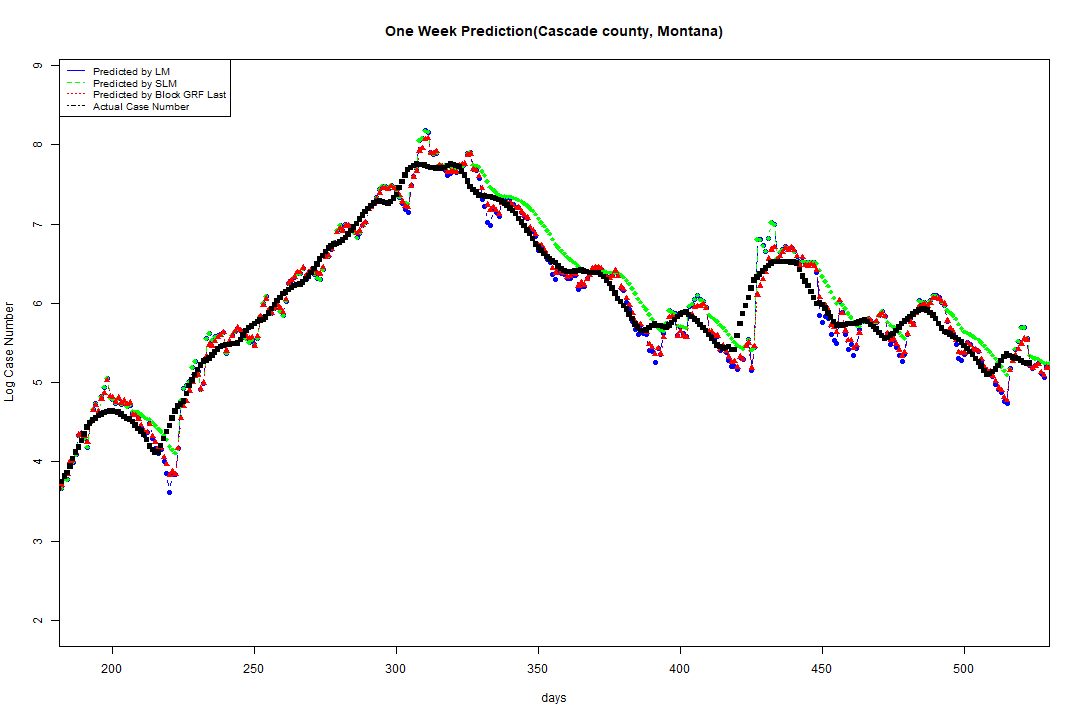 One Week Prediction(Cascade county, Montana)
Predicted by LM
Predicted by SLM
Predicted by Block GRF Last
Actual Case Number
9
8
7
6
5
4
3
2
Log Case Number
200 250 300 350 400 450 500
days